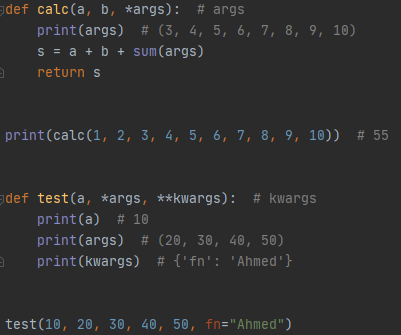 def calc(a, b, *args):  # args
    print(args)  # (3, 4, 5, 6, 7, 8, 9, 10)
    s = a + b + sum(args)
    return s
print(calc(1, 2, 3, 4, 5, 6, 7, 8, 9, 10))  # 55
def test(a, *args, **kwargs):  # kwargs
    print(a)  # 10
    print(args)  # (20, 30, 40, 50)
    print(kwargs)  # {'fn': 'Ahmed'}
test(10, 20, 30, 40, 50, fn="Ahmed")